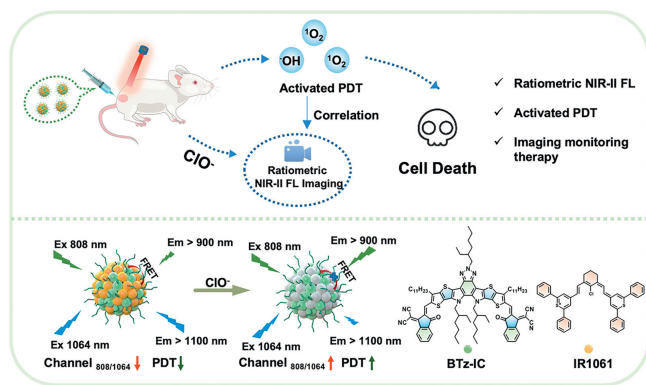 ¹O₂
·OH
¹O₂
Activated PDT
Correlation
ClO⁻
Ratiometric
NIR-II FL Imaging
Cell Death
✓ Ratiometric NIR-II FL
✓ Activated PDT
✓ Imaging monitoring
therapy
Ex 808 nm
Em > 900 nm
FRET
Ex 1064 nm
Em > 1100 nm
Channel 808/1064 ↓ PDT ↓
ClO⁻
Ex 808 nm
Em > 900 nm
FRET
Ex 1064 nm
Em > 1100 nm
Channel 808/1064 ↑ PDT ↑
N N N
C₁₁H₂₃
C₁₁H₂₃
S S S S
N N
O O
NC
CN
NC
CN
BTz-IC
Cl
IR1061